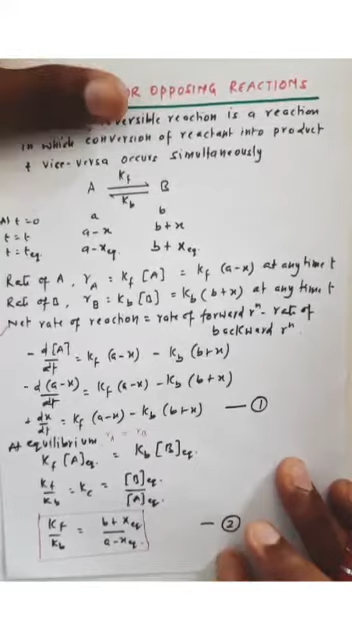 OR OPPOSING REACTIONS
reversible reaction is a reaction
in which conversion of reactant into product
& vice-versa occurs simultaneously
A ⇌ B
Kf
Kb
At t=0 a b
t = t a-x b+x
t = teq. a-xeq. b+xeq.
Rate of A, rA = Kf [A] = Kf (a-x) at any time t
Rate of B, rB = Kb [B] = Kb (b+x) at any time t
Net rate of reaction = rate of forward rn - rate of
backward rn.
- d[A]/dt = Kf (a-x) - Kb (b+x)
- d(a-x)/dt = Kf (a-x) - Kb (b+x)
+ dx/dt = Kf (a-x) - Kb (b+x) — ①
At equilibrium rA = rB
Kf [A]eq. = Kb [B]eq.
Kf/Kb = Kc = [B]eq./[A]eq.
Kf/Kb = b+xeq/a-xeq. — ②